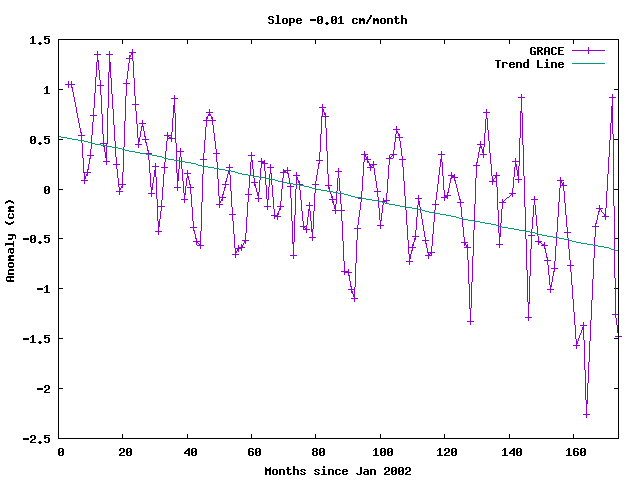 Slope -0.01 cm/month
GRACE
Trend Line
1.5
1
0.5
0
-0.5
-1
-1.5
-2
-2.5
Anomaly (cm)
0 20 40 60 80 100 120 140 160
Months since Jan 2002